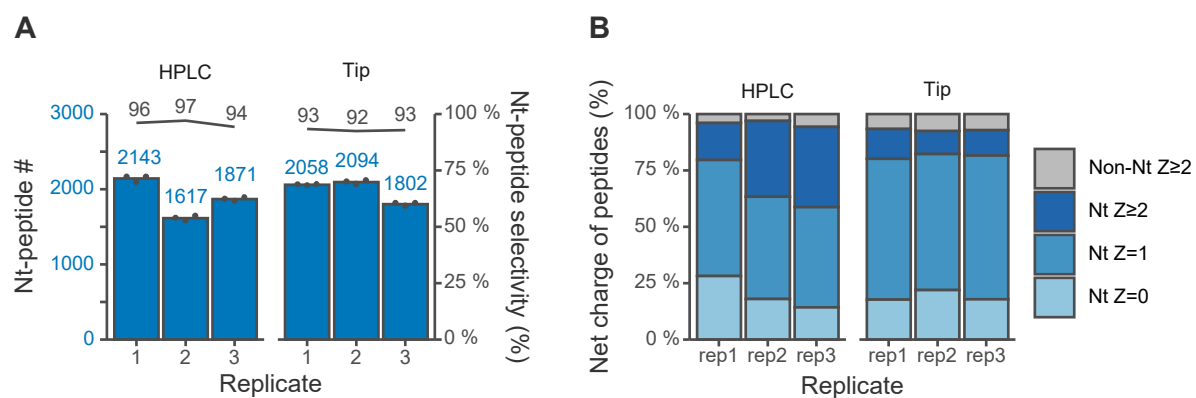 A
HPLC
Tip
Nt-peptide #
3000
2000
1000
0
96
97
94
93
92
93
2143
1617
1871
2058
2094
1802
100 %
75 %
50 %
25 %
0 %
Nt-peptide selectivity (%)
1
2
3
1
2
3
Replicate
B
HPLC
Tip
Net charge of peptides (%)
100 %
75 %
50 %
25 %
0 %
rep1
rep2
rep3
rep1
rep2
rep3
Replicate
Non-Nt Z≥2
Nt Z≥2
Nt Z=1
Nt Z=0